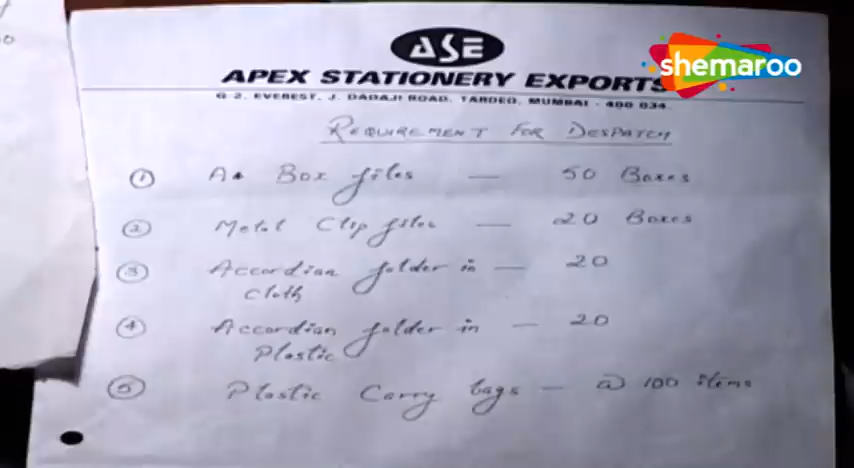 ASE
shemaroo
APEX STATIONERY EXPORTS
G 2, EVEREST, J. DADAJI ROAD, TARDEO, MUMBAI - 400 034.
REQUIREMENT FOR DESPATCH
① A4 Box files — 50 Boxes
② Metal Clip files — 20 Boxes
③ Accordian folder in — 20
Cloth
④ Accordian folder in — 20
Plastic
⑤ Plastic Carry bags — @ 100 items